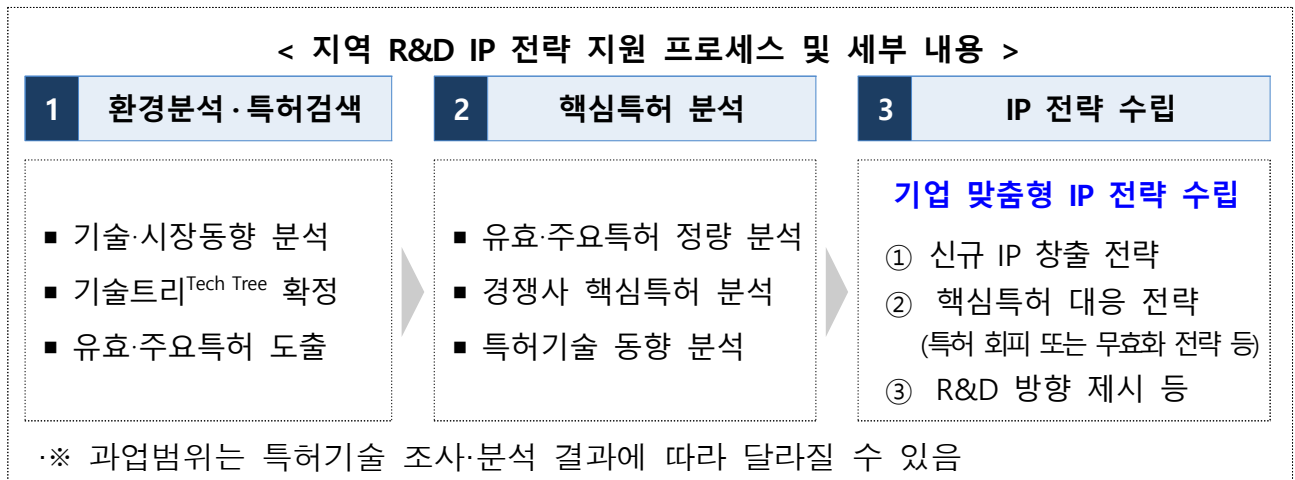 < 지역 R&D IP 전략 지원 프로세스 및 세부 내용 >
1 환경분석·특허검색
■ 기술·시장동향 분석
■ 기술트리Tech Tree 확정
■ 유효·주요특허 도출
2 핵심특허 분석
■ 유효·주요특허 정량 분석
■ 경쟁사 핵심특허 분석
■ 특허기술 동향 분석
3 IP 전략 수립
기업 맞춤형 IP 전략 수립
① 신규 IP 창출 전략
② 핵심특허 대응 전략
(특허 회피 또는 무효화 전략 등)
③ R&D 방향 제시 등
·※ 과업범위는 특허기술 조사·분석 결과에 따라 달라질 수 있음